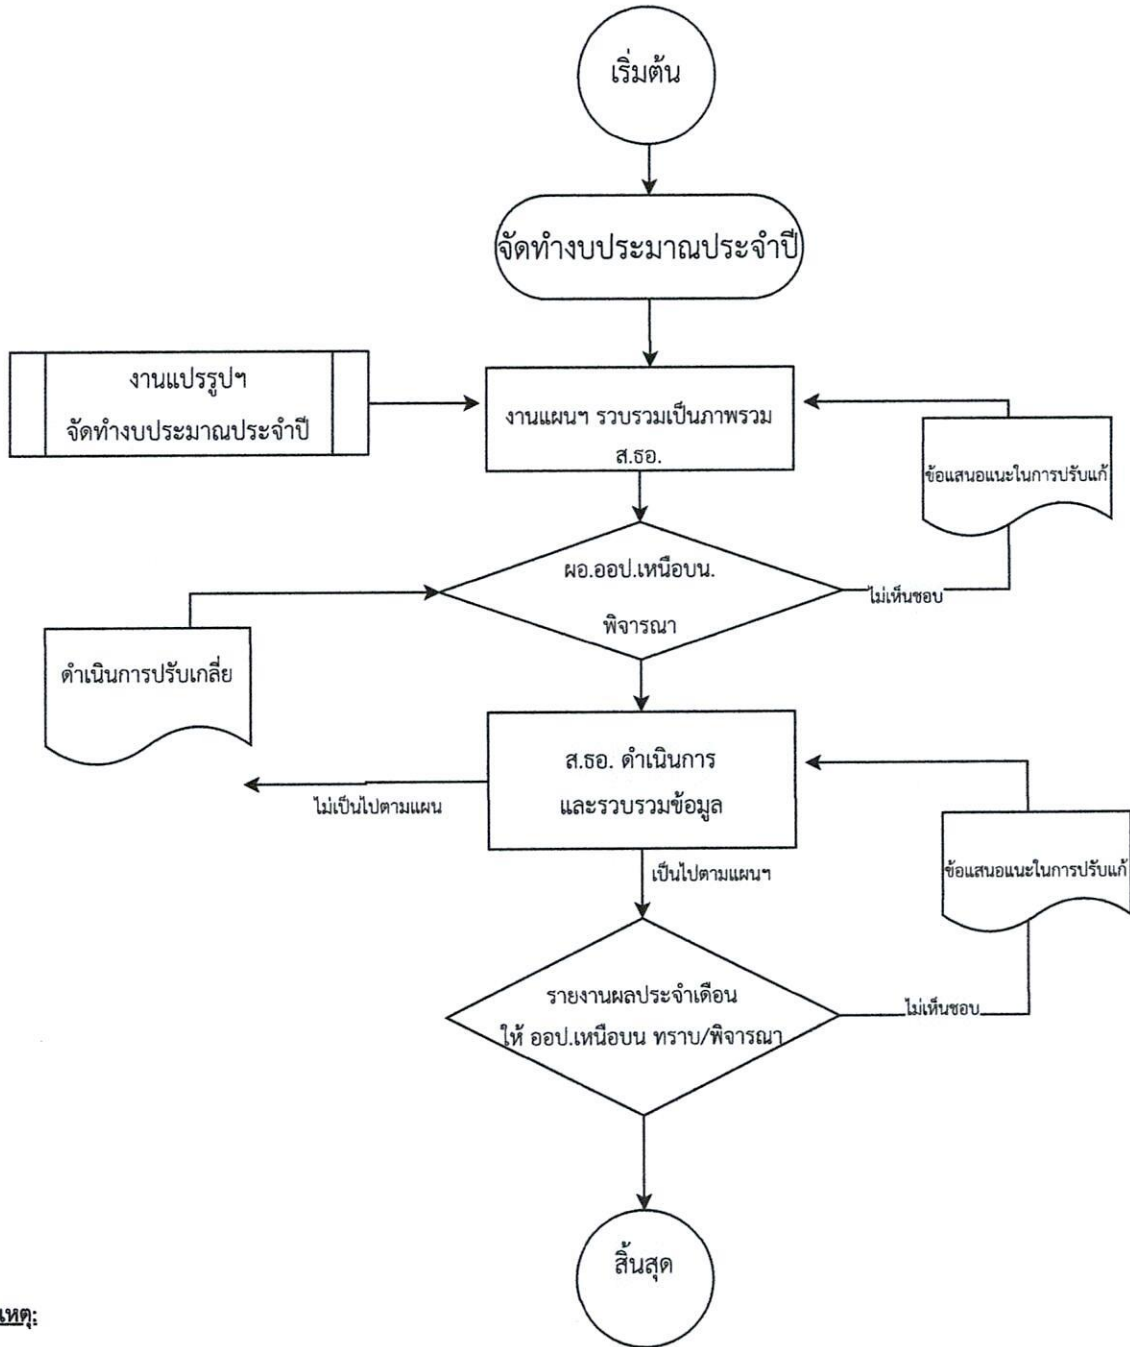 เริ่มต้น
จัดทำงบประมาณประจำปี
งานแปรรูปฯ
จัดทำงบประมาณประจำปี
งานแผนฯ รวบรวมเป็นภาพรวม
ส.ธอ.
ข้อแสนอแนะในการปรับแก้
ผอ.ออป.เหนือบน.
พิจารณา
ไม่เห็นชอบ
ดำเนินการปรับเกลี่ย
ส.ธอ. ดำเนินการ
และรวบรวมข้อมูล
ไม่เป็นไปตามแผน
เป็นไปตามแผนฯ
ข้อแสนอแนะในการปรับแก้
รายงานผลประจำเดือน
ให้ ออป.เหนือบน ทราบ/พิจารณา
ไม่เห็นชอบ
สิ้นสุด
เหตุ: